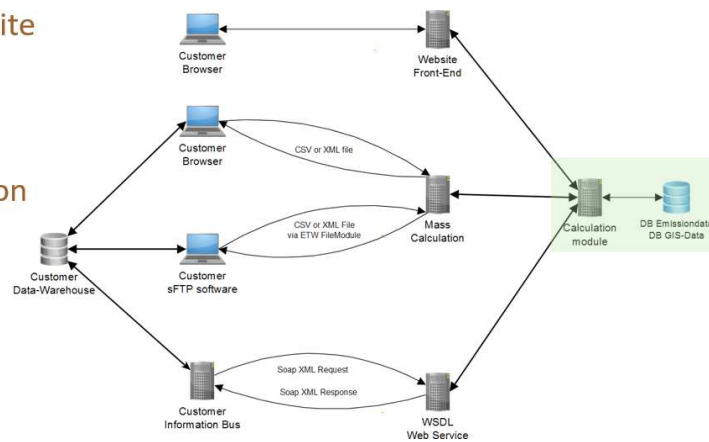 ite
Customer
Browser
Website
Front-End
Customer
Browser
CSV or XML file
on
Customer
Data-Warehouse
Customer
sFTP software
CSV or XML File
via ETW FileModule
Mass
Calculation
Calculation
module
DB Emissiondata
DB GIS-Data
Customer
Information Bus
Soap XML Request
Soap XML Response
WSDL
Web Service